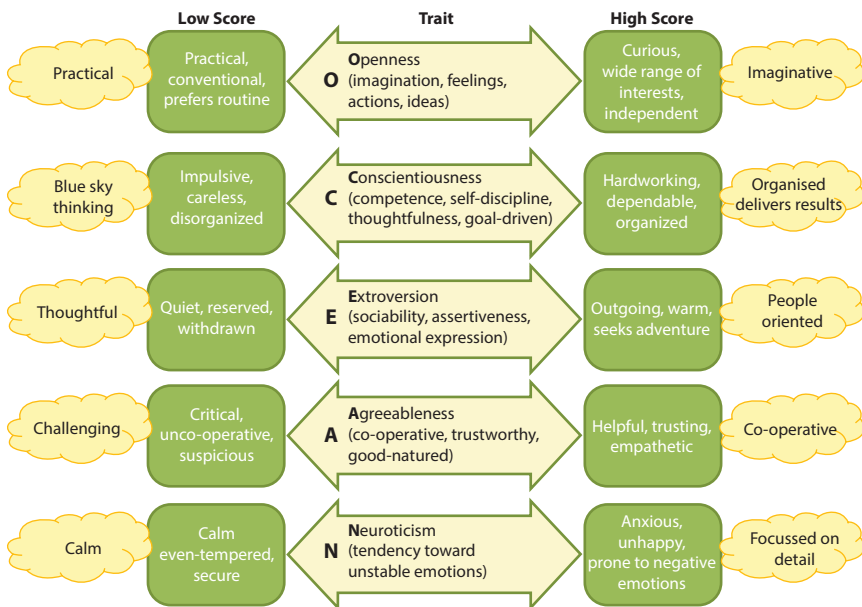 Low Score
Trait
High Score
Practical
Practical,
conventional,
prefers routine
O
Openness
(imagination, feelings,
actions, ideas)
Curious,
wide range of
interests,
independent
Imaginative
Blue sky
thinking
Impulsive,
careless,
disorganized
C
Conscientiousness
(competence, self-discipline,
thoughtfulness, goal-driven)
Hardworking,
dependable,
organized
Organised
delivers results
Thoughtful
Quiet, reserved,
withdrawn
E
Extroversion
(sociability, assertiveness,
emotional expression)
Outgoing, warm,
seeks adventure
People
oriented
Challenging
Critical,
unco-operative,
suspicious
A
Agreeableness
(co-operative, trustworthy,
good-natured)
Helpful, trusting,
empathetic
Co-operative
Calm
Calm
even-tempered,
secure
N
Neuroticism
(tendency toward
unstable emotions)
Anxious,
unhappy,
prone to negative
emotions
Focussed on
detail